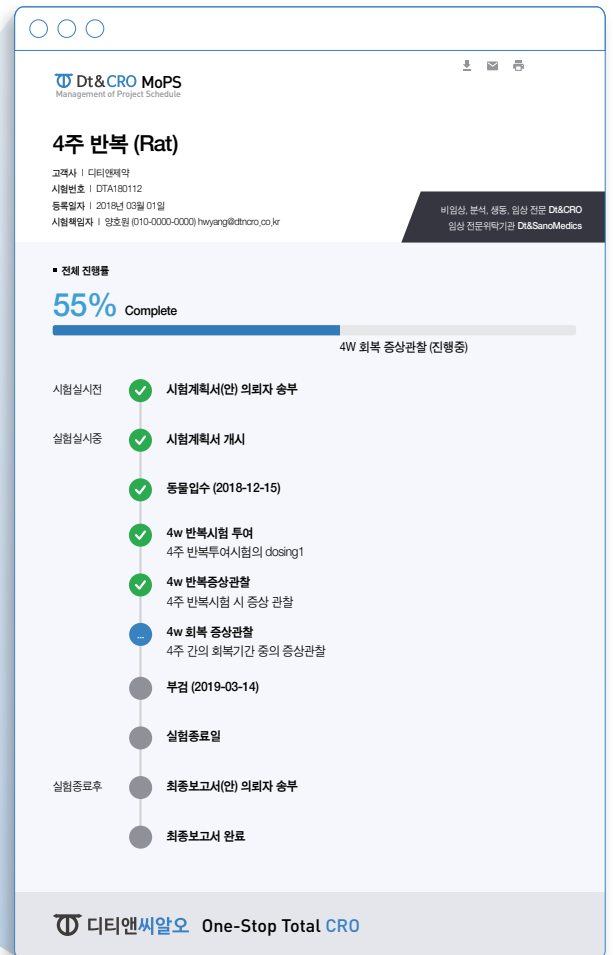 Dt&CRO MoPS
Management of Project Schedule
4주 반복 (Rat)
고객사 | 디티앤제약
시험번호 | DTA180112
등록일자 | 2018년 03월 01일
시험책임자 | 양호원 (010-0000-0000) hwyang@dtncro,co,kr
비임상, 분석, 생동, 임상 전문 Dt&CRO
임상 전문위탁기관 Dt&SanoMedics
전체 진행률
55% Complete
4W 회복 증상관찰 (진행중)
시험실시전 시험계획서(안) 의뢰자 송부
실험실시중 시험계획서 개시
동물입수 (2018-12-15)
4w 반복시험 투여
4주 반복투여시험의 dosing1
4w 반복증상관찰
4주 반복시험 시 증상 관찰
... 4w 회복 증상관찰
4주 간의 회복기간 중의 증상관찰
부검 (2019-03-14)
실험종료일
실험종료후 최종보고서(안) 의뢰자 송부
최종보고서 완료
디티앤씨알오 One-Stop Total CRO